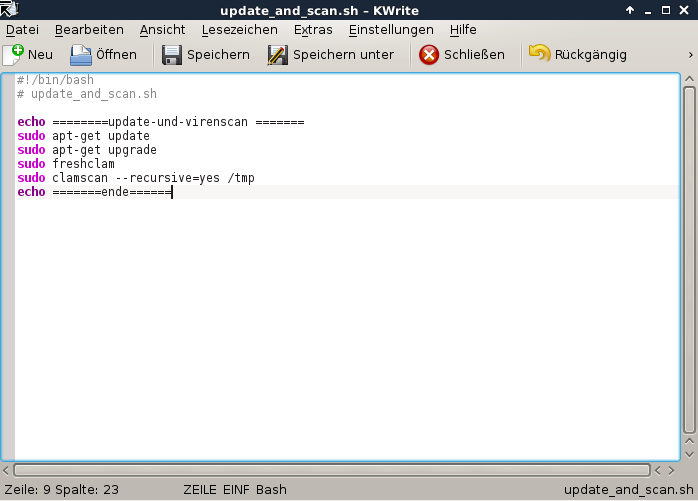 update_and_scan.sh – KWrite
Datei Bearbeiten Ansicht Lesezeichen Extras Einstellungen Hilfe
Neu Öffnen Speichern Speichern unter Schließen Rückgängig
#!/bin/bash
# update_and_scan.sh
echo ========update-und-virenscan =======
sudo apt-get update
sudo apt-get upgrade
sudo freshclam
sudo clamscan --recursive=yes /tmp
echo =======ende======
Zeile: 9 Spalte: 23 ZEILE EINF Bash update_and_scan.sh